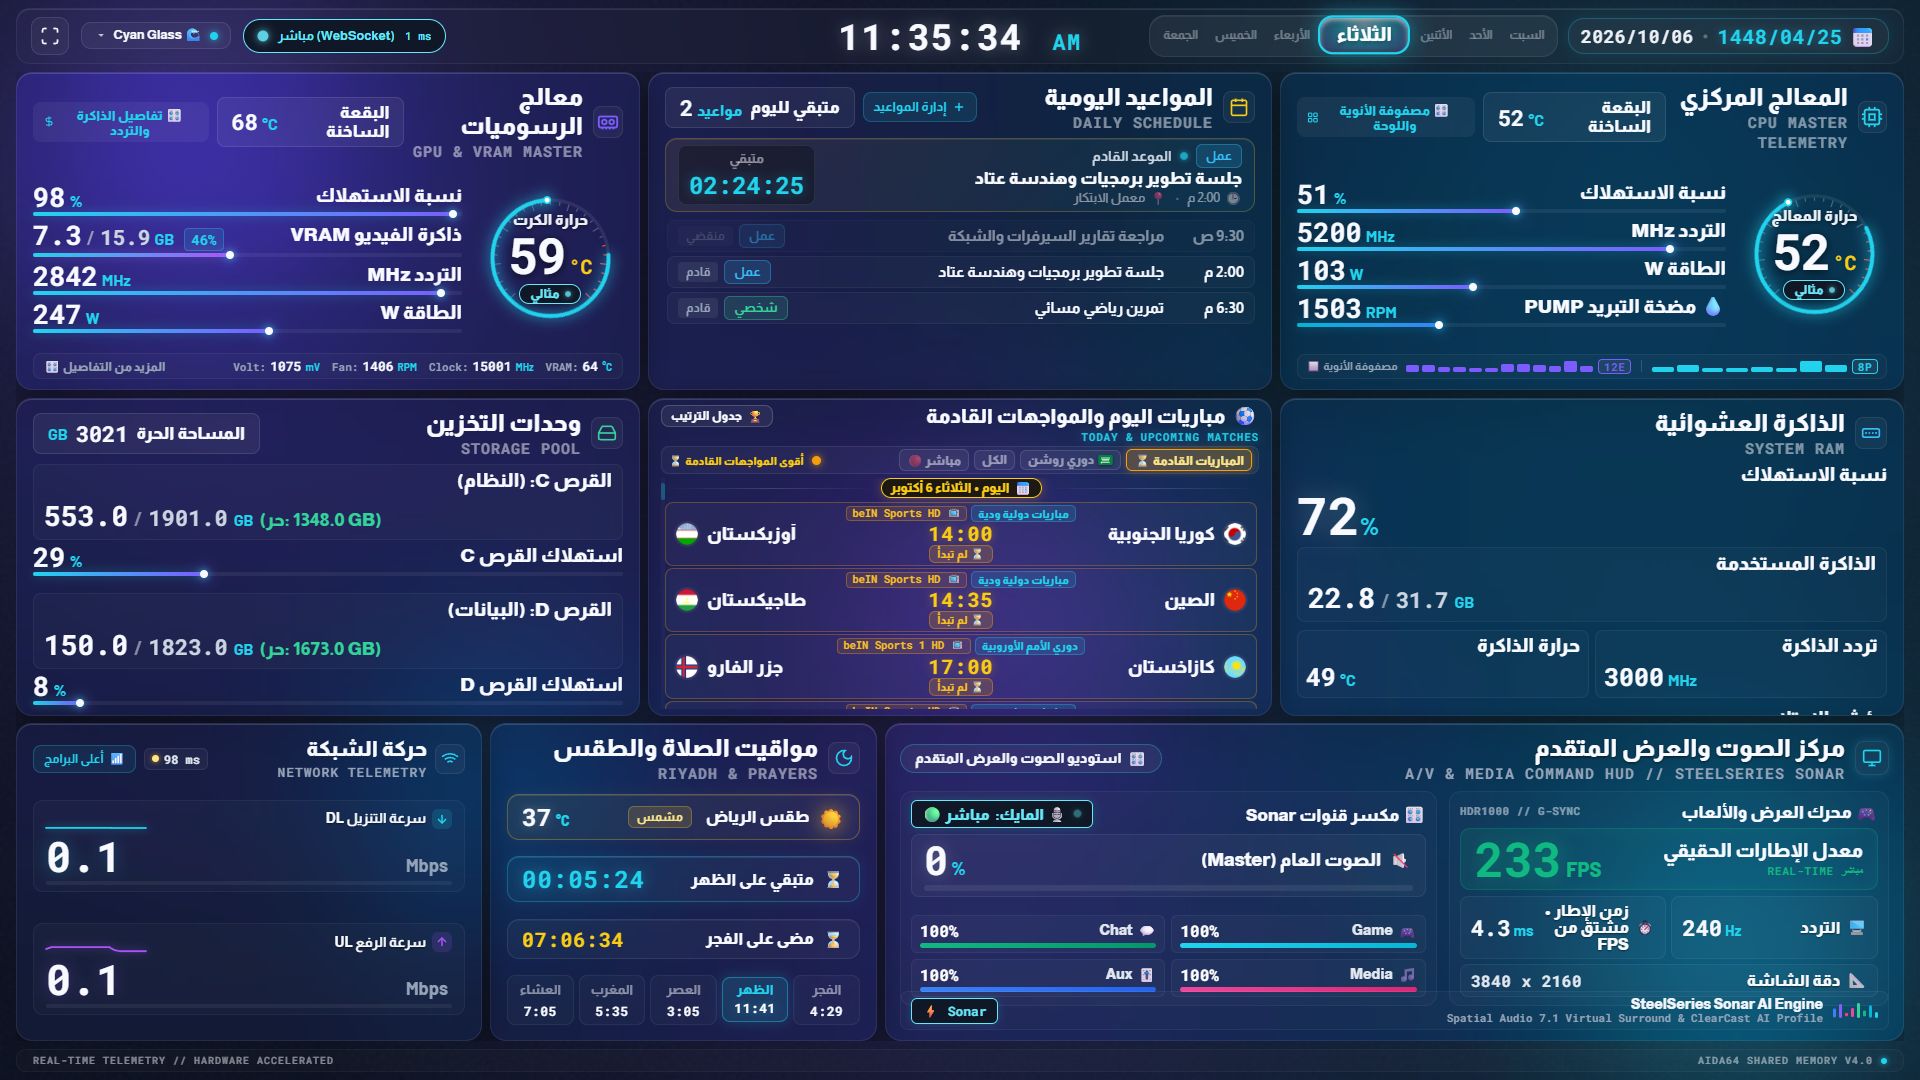 2026/10/06 • 1448/04/25
السبت الأحد الأثنين الثلاثاء الأربعاء الخميس الجمعة
11:35:34 AM
مباشر (WebSocket) 1 ms
Cyan Glass
المعالج المركزي
CPU MASTER TELEMETRY
البقعة الساخنة 52 °C
مصفوفة الأنوية واللوحة
حرارة المعالج
52 °C
مثالي
نسبة الاستهلاك 51 %
التردد MHz 5200 MHz
الطاقة W 103 W
مضخة التبريد PUMP 1503 RPM
مصفوفة الأنوية 12E 8P
المواعيد اليومية
DAILY SCHEDULE
+ إدارة المواعيد
متبقي لليوم 2 مواعيد
عمل الموعد القادم
جلسة تطوير برمجيات وهندسة عتاد
2:00 م · معمل الابتكار
متبقي
02:24:25
9:30 ص مراجعة تقارير السيرفرات والشبكة عمل منقضي
2:00 م جلسة تطوير برمجيات وهندسة عتاد عمل قادم
6:30 م تمرين رياضي مسائي شخصي قادم
معالج الرسوميات
GPU & VRAM MASTER
البقعة الساخنة 68 °C
تفاصيل الذاكرة والتردد
حرارة الكرت
59 °C
مثالي
نسبة الاستهلاك 98 %
ذاكرة الفيديو VRAM 7.3 / 15.9 GB 46%
التردد MHz 2842 MHz
الطاقة W 247 W
المزيد من التفاصيل Volt: 1075 mV Fan: 1406 RPM Clock: 15001 MHz VRAM: 64 °C
الذاكرة العشوائية
SYSTEM RAM
نسبة الاستهلاك
72%
الذاكرة المستخدمة
22.8 / 31.7 GB
تردد الذاكرة
3000 MHz
حرارة الذاكرة
49 °C
مباريات اليوم والمواجهات القادمة
TODAY & UPCOMING MATCHES
جدول الترتيب
المباريات القادمة دوري روشن الكل مباشر
أقوى المواجهات القادمة
اليوم • الثلاثاء 6 أكتوبر
مباريات دولية ودية beIN Sports HD
كوريا الجنوبية 14:00 أوزبكستان
لم تبدأ
مباريات دولية ودية beIN Sports HD
الصين 14:35 طاجيكستان
لم تبدأ
دوري الأمم الأوروبية beIN Sports 1 HD
كازاخستان 17:00 جزر الفارو
لم تبدأ
وحدات التخزين
STORAGE POOL
المساحة الحرة 3021 GB
القرص C: (النظام)
553.0 / 1901.0 GB (حر: 1348.0 GB)
استهلاك القرص C 29 %
القرص D: (البيانات)
150.0 / 1823.0 GB (حر: 1673.0 GB)
استهلاك القرص D 8 %
مركز الصوت والعرض المتقدم
A/V & MEDIA COMMAND HUD // STEELSERIES SONAR
استوديو الصوت والعرض المتقدم
محرك العرض والألعاب
HDR1000 // G-SYNC
معدل الإطارات الحقيقي
REAL-TIME مباشر
233 FPS
التردد 240 Hz
زمن الإطار • مشتق من FPS 4.3 ms
دقة الشاشة 3840 x 2160
مكسر قنوات Sonar
المايك: مباشر
الصوت العام (Master) 0 %
Game 100%
Chat 100%
Media 100%
Aux 100%
SteelSeries Sonar AI Engine
Spatial Audio 7.1 Virtual Surround & ClearCast AI Profile
Sonar
مواقيت الصلاة والطقس
RIYADH & PRAYERS
طقس الرياض مشمس 37 °C
متبقي على الظهر 00:05:24
مضى على الفجر 07:06:34
الفجر 4:29
الظهر 11:41
العصر 3:05
المغرب 5:35
العشاء 7:05
حركة الشبكة
NETWORK TELEMETRY
98 ms
أعلى البرامج
سرعة التنزيل DL
0.1 Mbps
سرعة الرفع UL
0.1 Mbps
REAL-TIME TELEMETRY // HARDWARE ACCELERATED
AIDA64 SHARED MEMORY V4.0